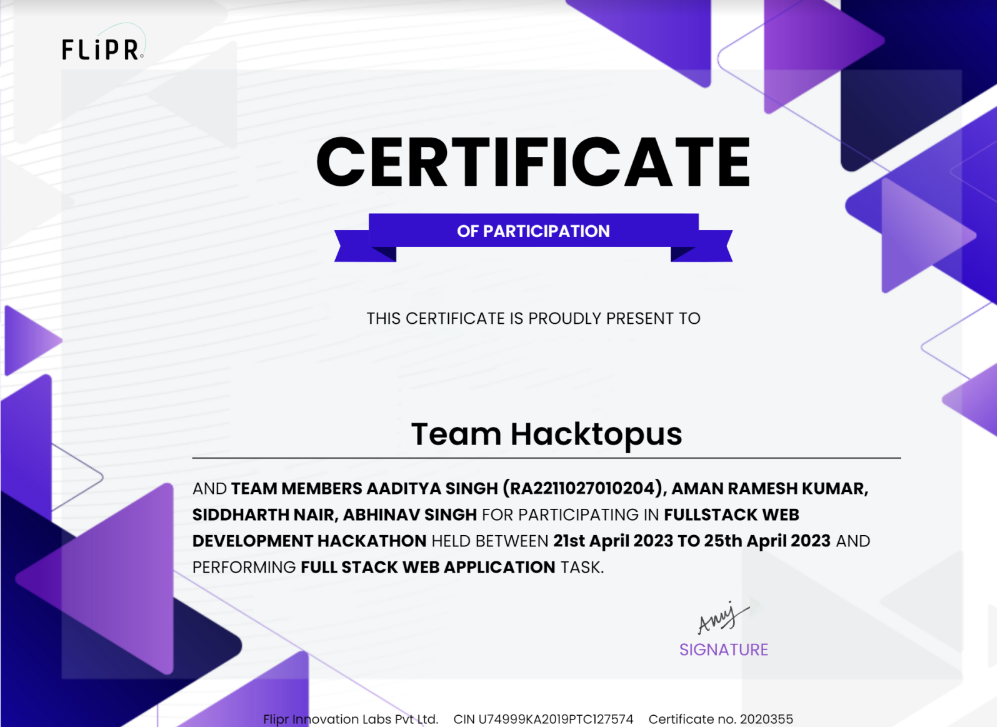 FLiPR
CERTIFICATE
OF PARTICIPATION
THIS CERTIFICATE IS PROUDLY PRESENT TO
Team Hacktopus
AND TEAM MEMBERS AADITYA SINGH (RA2211027010204), AMAN RAMESH KUMAR,
SIDDHARTH NAIR, ABHINAV SINGH FOR PARTICIPATING IN FULLSTACK WEB
DEVELOPMENT HACKATHON HELD BETWEEN 21st April 2023 TO 25th April 2023 AND
PERFORMING FULL STACK WEB APPLICATION TASK.
Anuj
SIGNATURE
Flipr Innovation Labs Pvt Ltd. CIN U74999KA2019PTC127574 Certificate no. 2020355